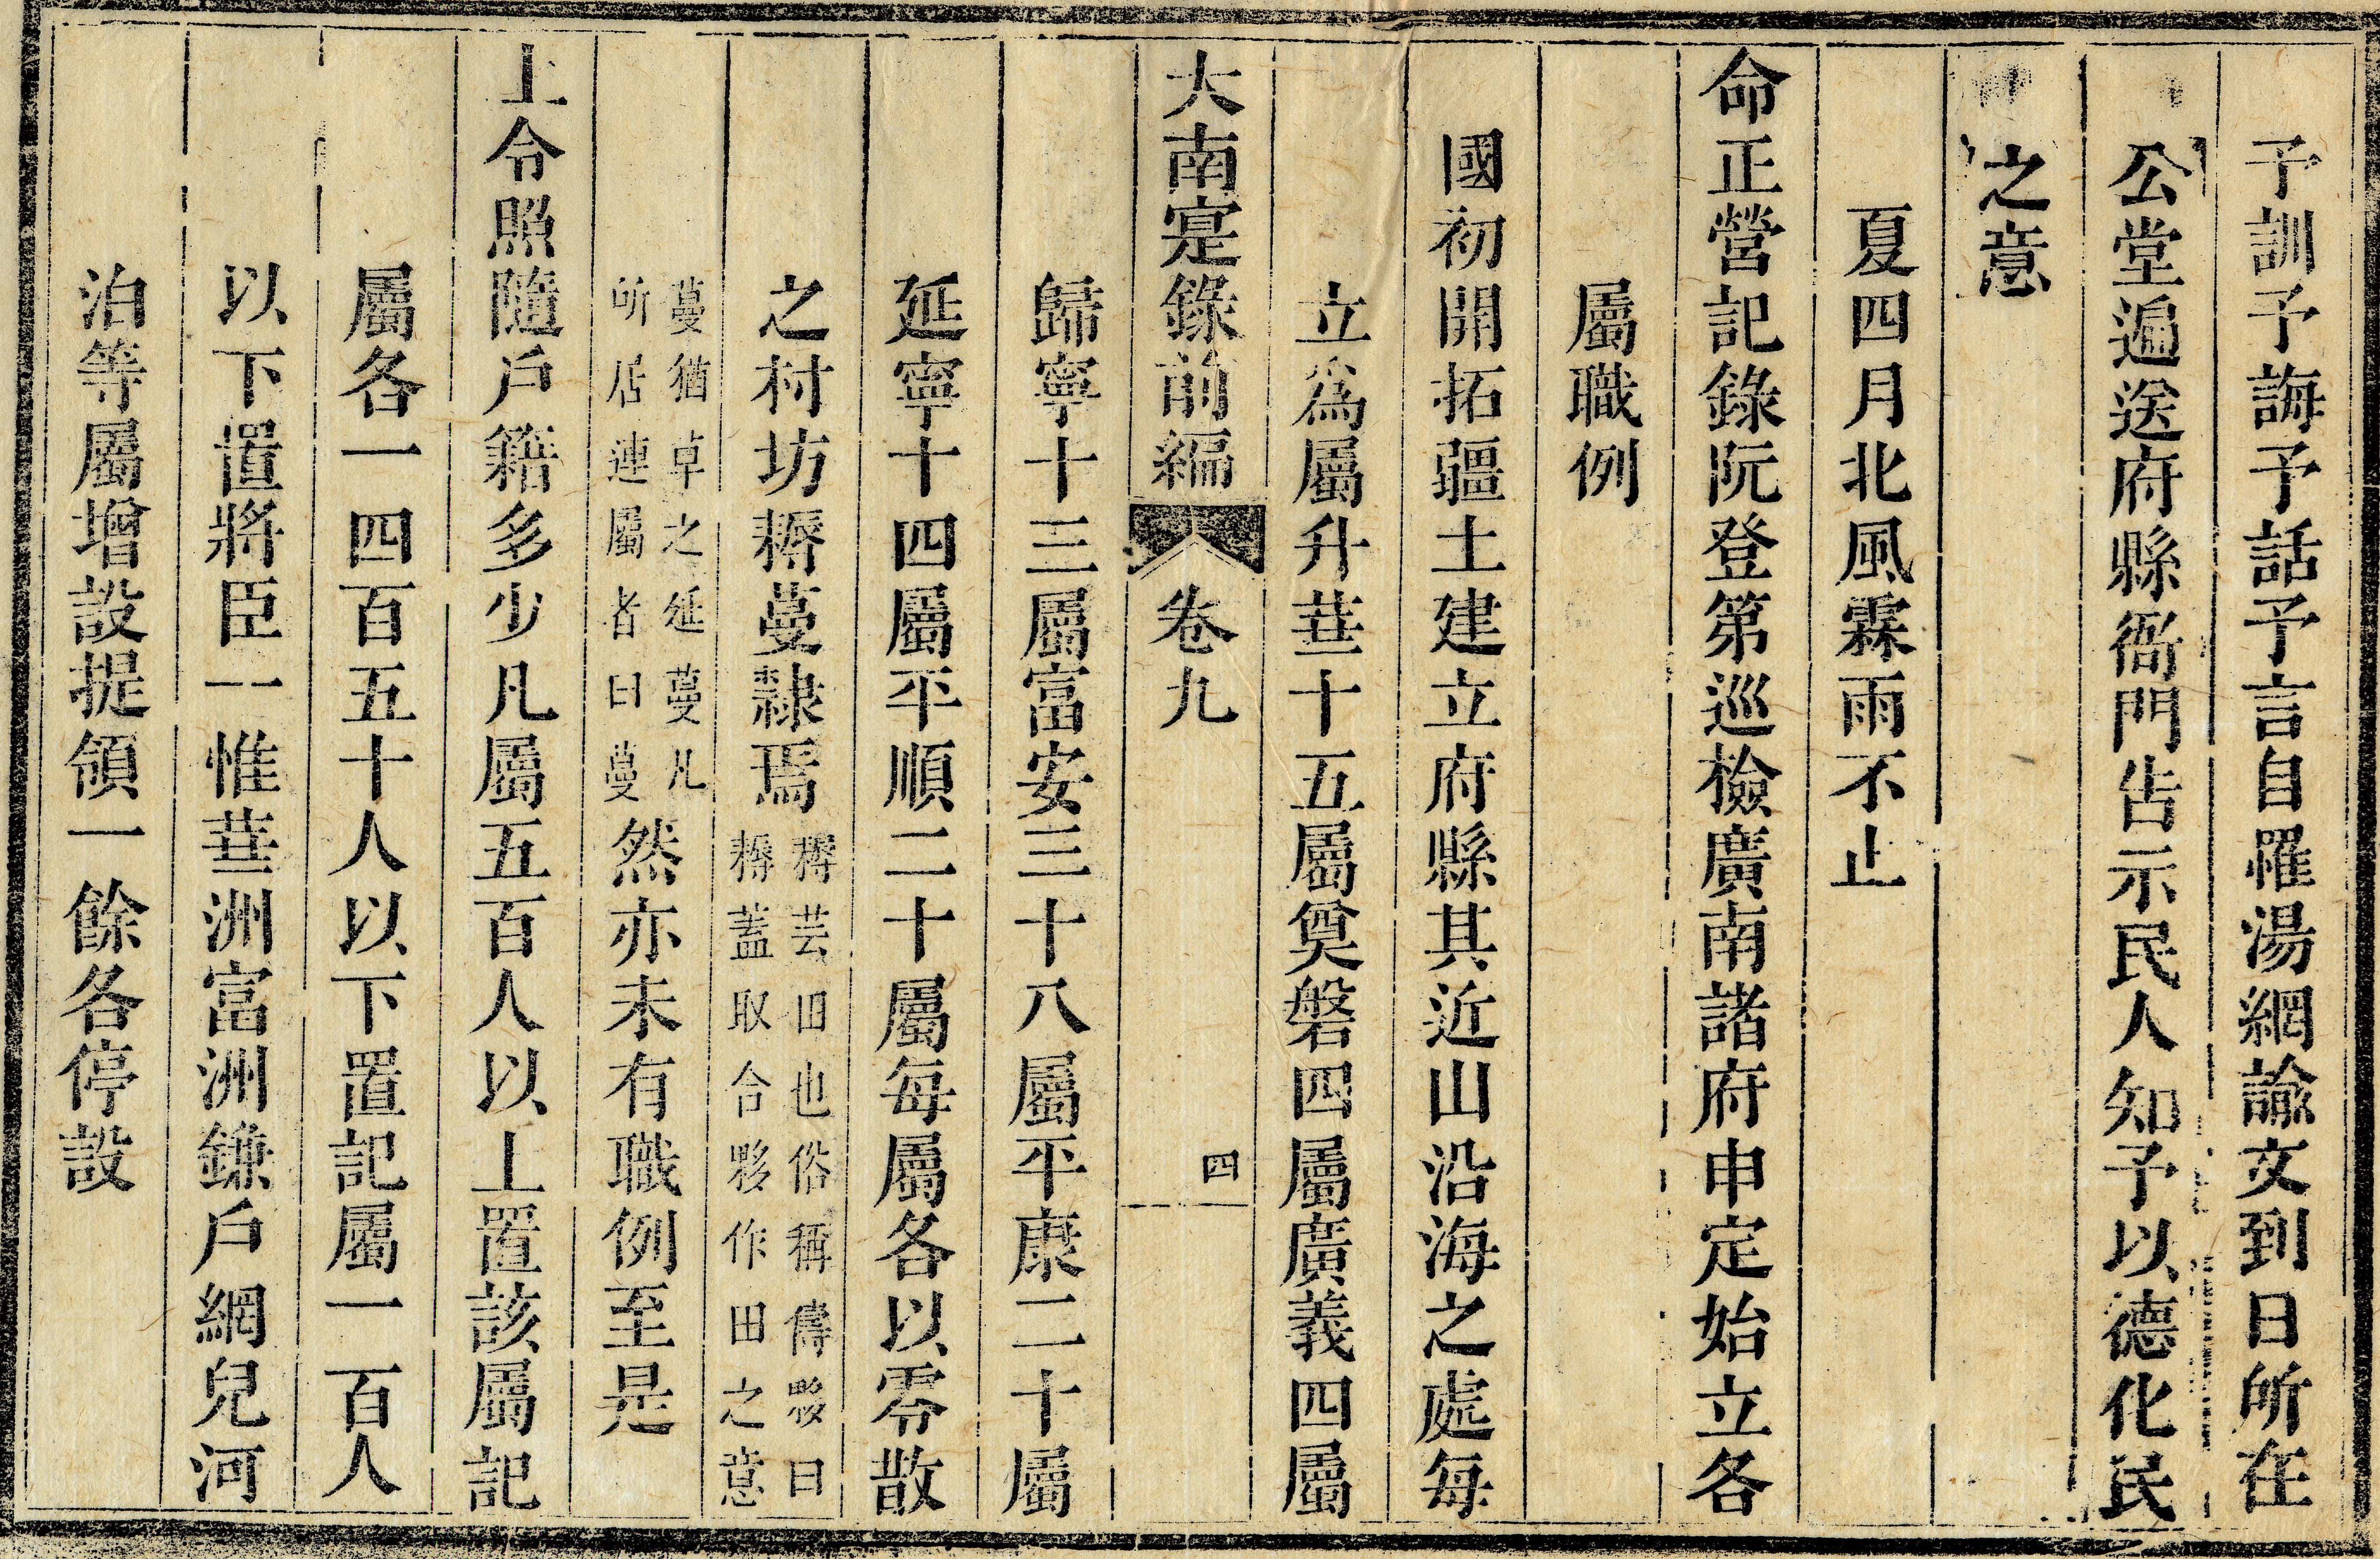 予訓予誨予話予言自罹湯網諭文到日所在
公堂遍送府縣衙門告示民人知予以德化民
之意
夏四月北風霖雨不止
命正營記錄阮登第巡檢廣南諸府申定始立各
屬職例
國初開拓疆土建立府縣其近山沿海之處每
立爲屬升華十五屬奠磐四屬廣義四屬
大南寔錄前編 卷九 四
歸寧十三屬富安三十八屬平康二十屬
延寧十四屬平順二十屬每屬各以零散
之村坊耨蔓隸焉耨芸田也俗稱儔夥曰耨蓋取合夥作田之意
蔓猶草之延蔓凡所居連屬者曰蔓然亦未有職例至是
上令照隨戶籍多少凡屬五百人以上置該屬記
屬各一四百五十人以下置記屬一百人
以下置將臣一惟華洲富洲鎌戶網兒河
泊等屬增設提領一餘各停設